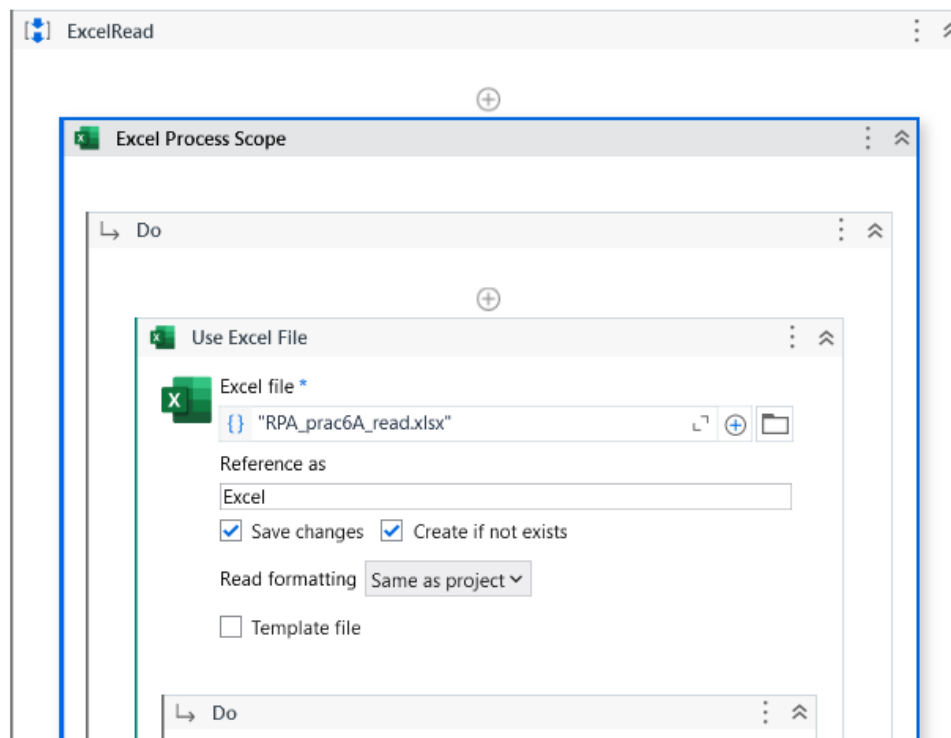 ExcelRead
Excel Process Scope
Do
Use Excel File
Excel file *
{} "RPA_prac6A_read.xlsx"
Reference as
Excel
Save changes Create if not exists
Read formatting Same as project
Template file
Do